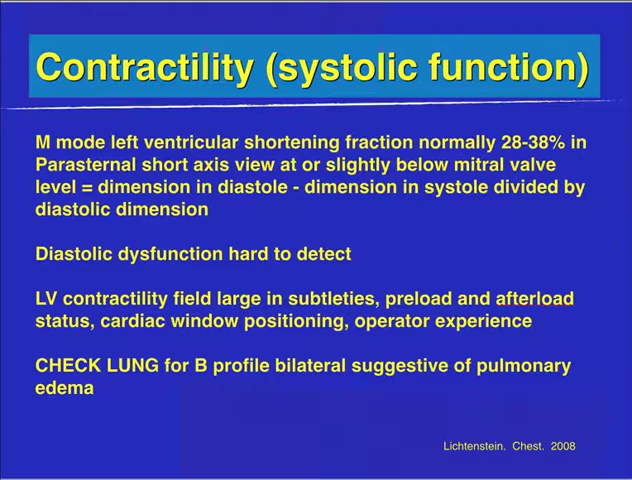 Contractility (systolic function)
M mode left ventricular shortening fraction normally 28-38% in
Parasternal short axis view at or slightly below mitral valve
level = dimension in diastole - dimension in systole divided by
diastolic dimension
Diastolic dysfunction hard to detect
LV contractility field large in subtleties, preload and afterload
status, cardiac window positioning, operator experience
CHECK LUNG for B profile bilateral suggestive of pulmonary
edema
Lichtenstein. Chest. 2008